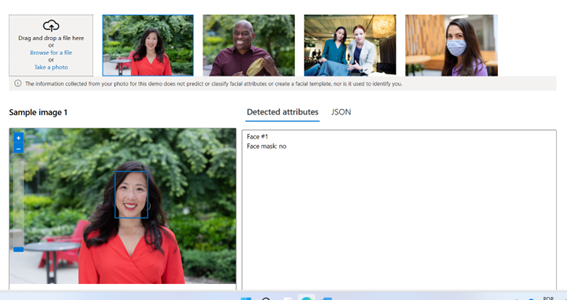 Drag and drop a file here
or
Browse for a file
or
Take a photo
The information collected from your photo for this demo does not predict or classify facial attributes or create a facial template, nor is it used to identify you.
Sample image 1
Detected attributes
JSON
Face #1
Face mask: no
+
−
POR